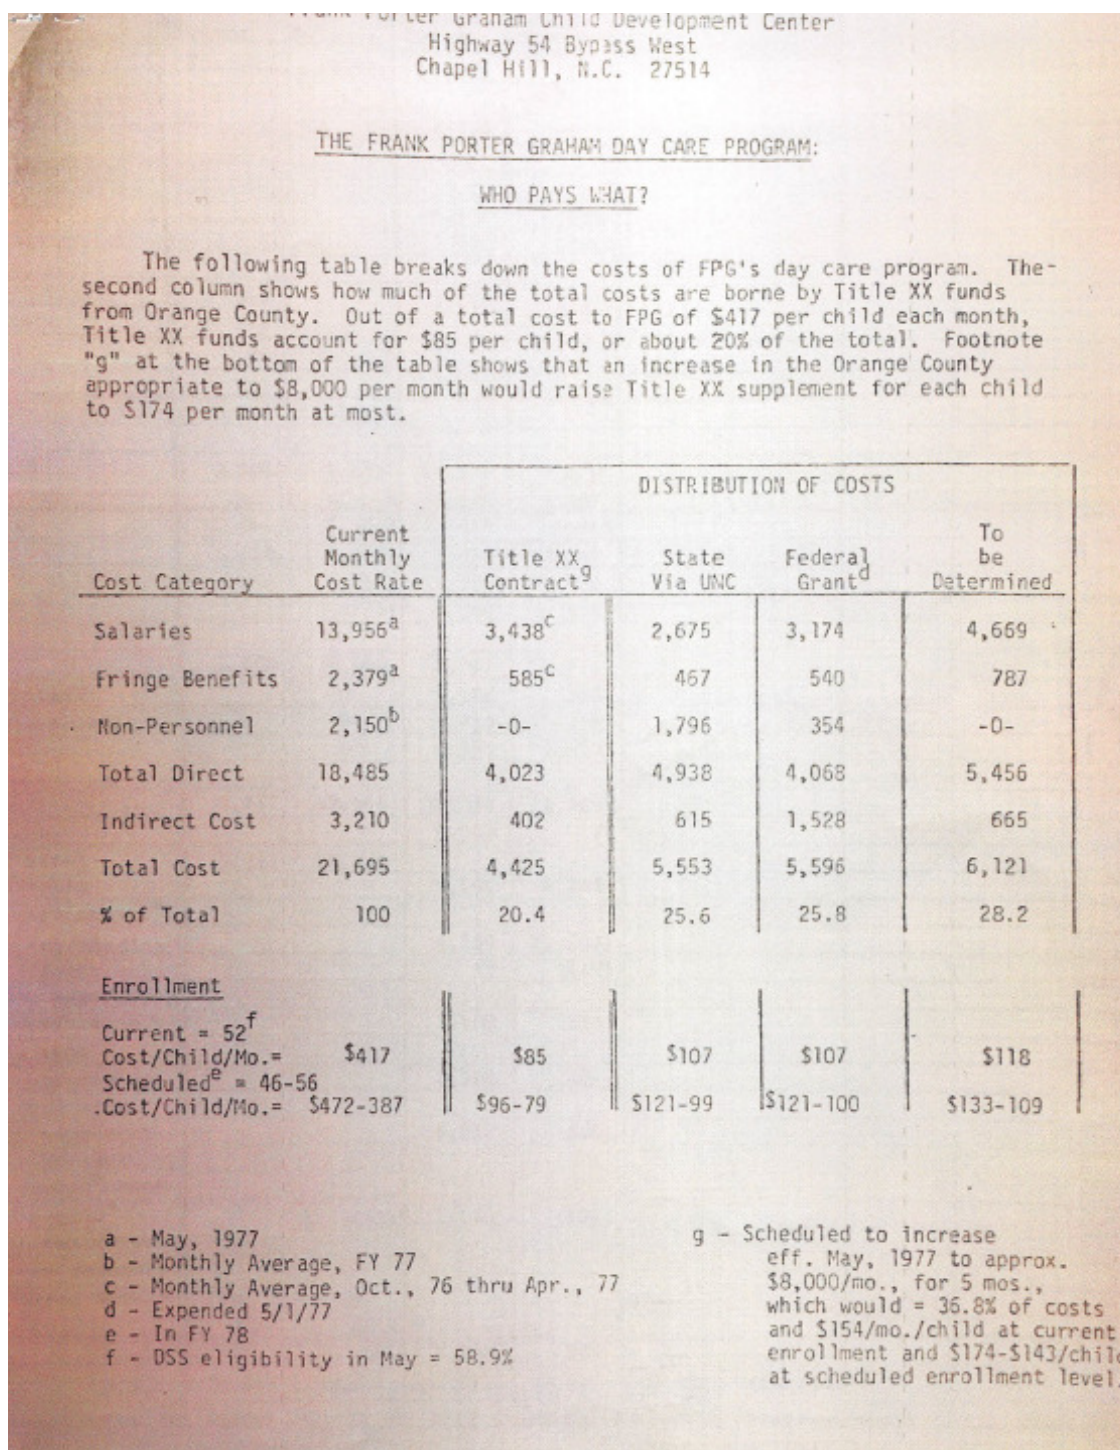 Frank Porter Graham Child Development Center
Highway 54 Bypass West
Chapel Hill, N.C. 27514
THE FRANK PORTER GRAHAM DAY CARE PROGRAM:
WHO PAYS WHAT?
The following table breaks down the costs of FPG's day care program. The-
second column shows how much of the total costs are borne by Title XX funds
from Orange County. Out of a total cost to FPG of $417 per child each month,
Title XX funds account for $85 per child, or about 20% of the total. Footnote
"g" at the bottom of the table shows that an increase in the Orange County
appropriate to $8,000 per month would raise Title XX supplement for each child
to $174 per month at most.
DISTRIBUTION OF COSTS
Current To
Monthly Title XX State Federal be
Cost Category Cost Rate Contract^g Via UNC Grant^d Determined
Salaries 13,956^a 3,438^c 2,675 3,174 4,669
Fringe Benefits 2,379^a 585^c 467 540 787
Non-Personnel 2,150^b -0- 1,796 354 -0-
Total Direct 18,485 4,023 4,938 4,068 5,456
Indirect Cost 3,210 402 615 1,528 665
Total Cost 21,695 4,425 5,553 5,596 6,121
% of Total 100 20.4 25.6 25.8 28.2
Enrollment
Current = 52^f
Cost/Child/Mo.= $417 $85 $107 $107 $118
Scheduled^e = 46-56
.Cost/Child/Mo.= $472-387 $96-79 $121-99 $121-100 $133-109
a - May, 1977
b - Monthly Average, FY 77
c - Monthly Average, Oct., 76 thru Apr., 77
d - Expended 5/1/77
e - In FY 78
f - DSS eligibility in May = 58.9%
g - Scheduled to increase
eff. May, 1977 to approx.
$8,000/mo., for 5 mos.,
which would = 36.8% of costs
and $154/mo./child at current
enrollment and $174-$143/child
at scheduled enrollment level.